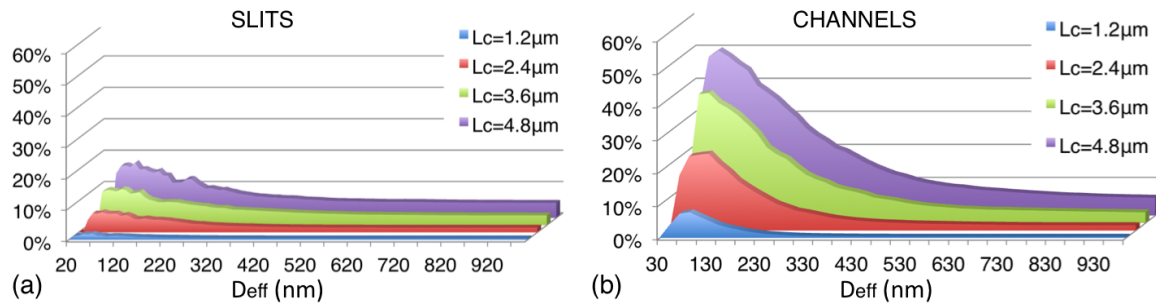 SLITS
60%
50%
40%
30%
20%
10%
0%
Lc=1.2μm
Lc=2.4μm
Lc=3.6μm
Lc=4.8μm
20 120 220 320 420 520 620 720 820 920
(a)
Deff (nm)
CHANNELS
60%
50%
40%
30%
20%
10%
0%
Lc=1.2μm
Lc=2.4μm
Lc=3.6μm
Lc=4.8μm
30 130 230 330 430 530 630 730 830 930
(b)
Deff (nm)